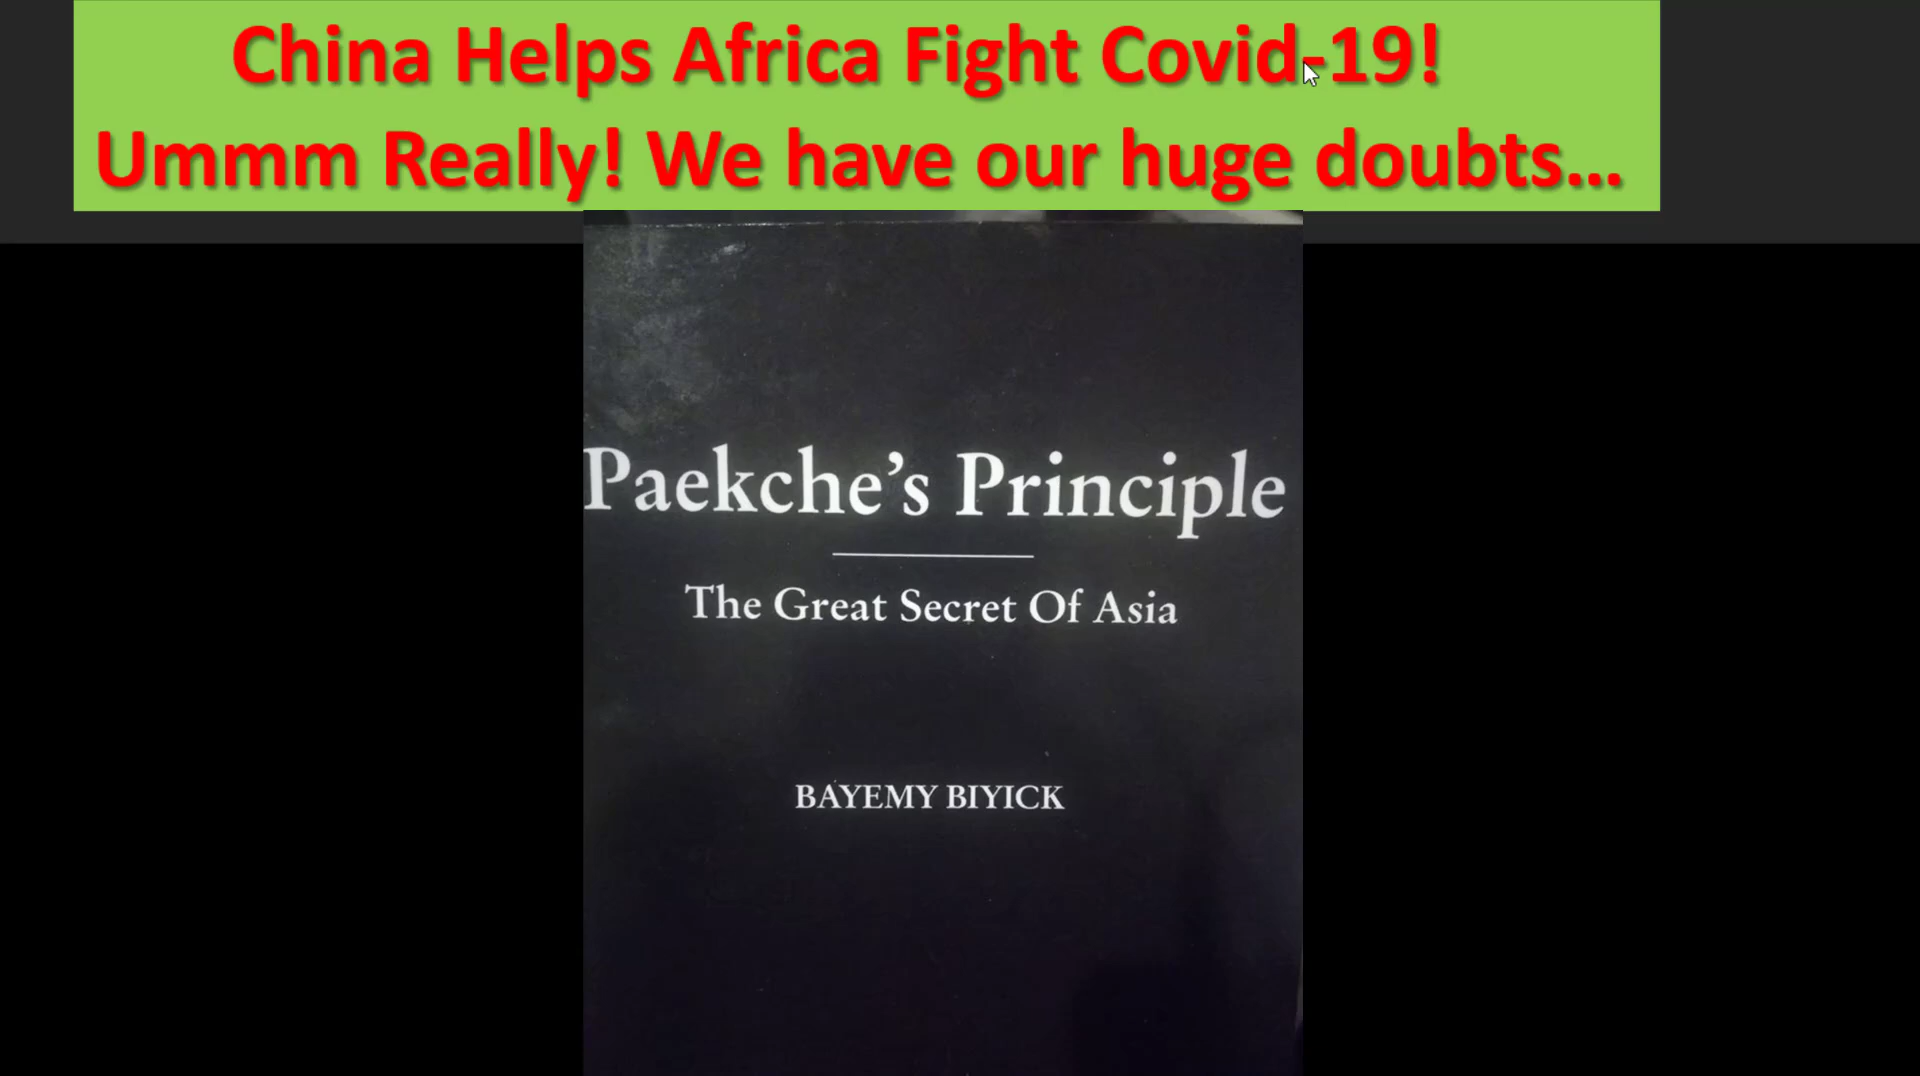 China Helps Africa Fight Covid-19!
Ummm Really! We have our huge doubts...
Paekche's Principle
The Great Secret Of Asia
BAYEMY BIYICK